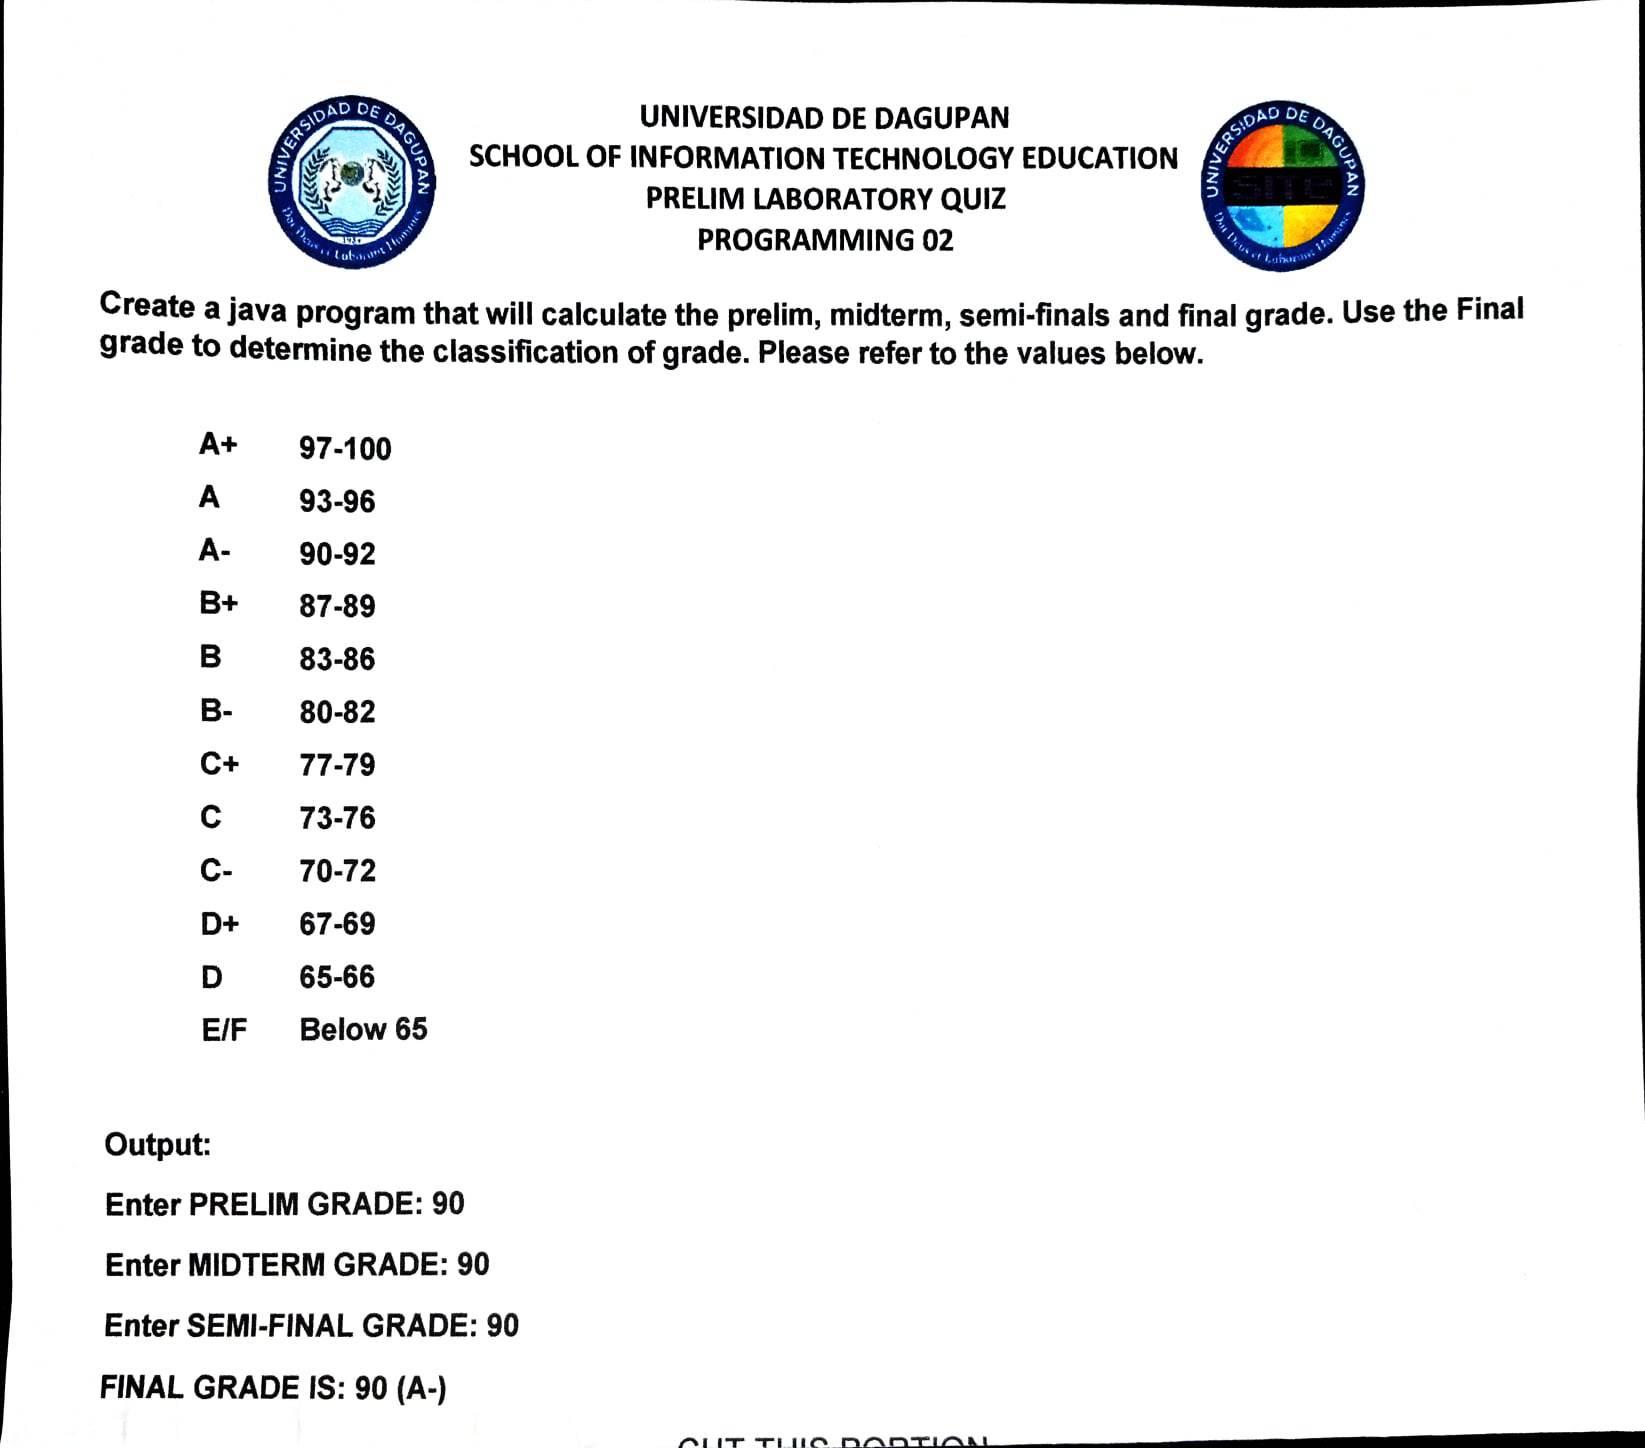 UNIVERSIDAD DE DAGUPAN
UNIVERSIDAD DE DAGUPAN
SCHOOL OF INFORMATION TECHNOLOGY EDUCATION
PRELIM LABORATORY QUIZ
PROGRAMMING 02
UNIVERSIDAD DE DAGUPAN
SITE
Create a java program that will calculate the prelim, midterm, semi-finals and final grade. Use the Final
grade to determine the classification of grade. Please refer to the values below.
A+ 97-100
A 93-96
A- 90-92
B+ 87-89
B 83-86
B- 80-82
C+ 77-79
C 73-76
C- 70-72
D+ 67-69
D 65-66
E/F Below 65
Output:
Enter PRELIM GRADE: 90
Enter MIDTERM GRADE: 90
Enter SEMI-FINAL GRADE: 90
FINAL GRADE IS: 90 (A-)
CUT THIS PORTION